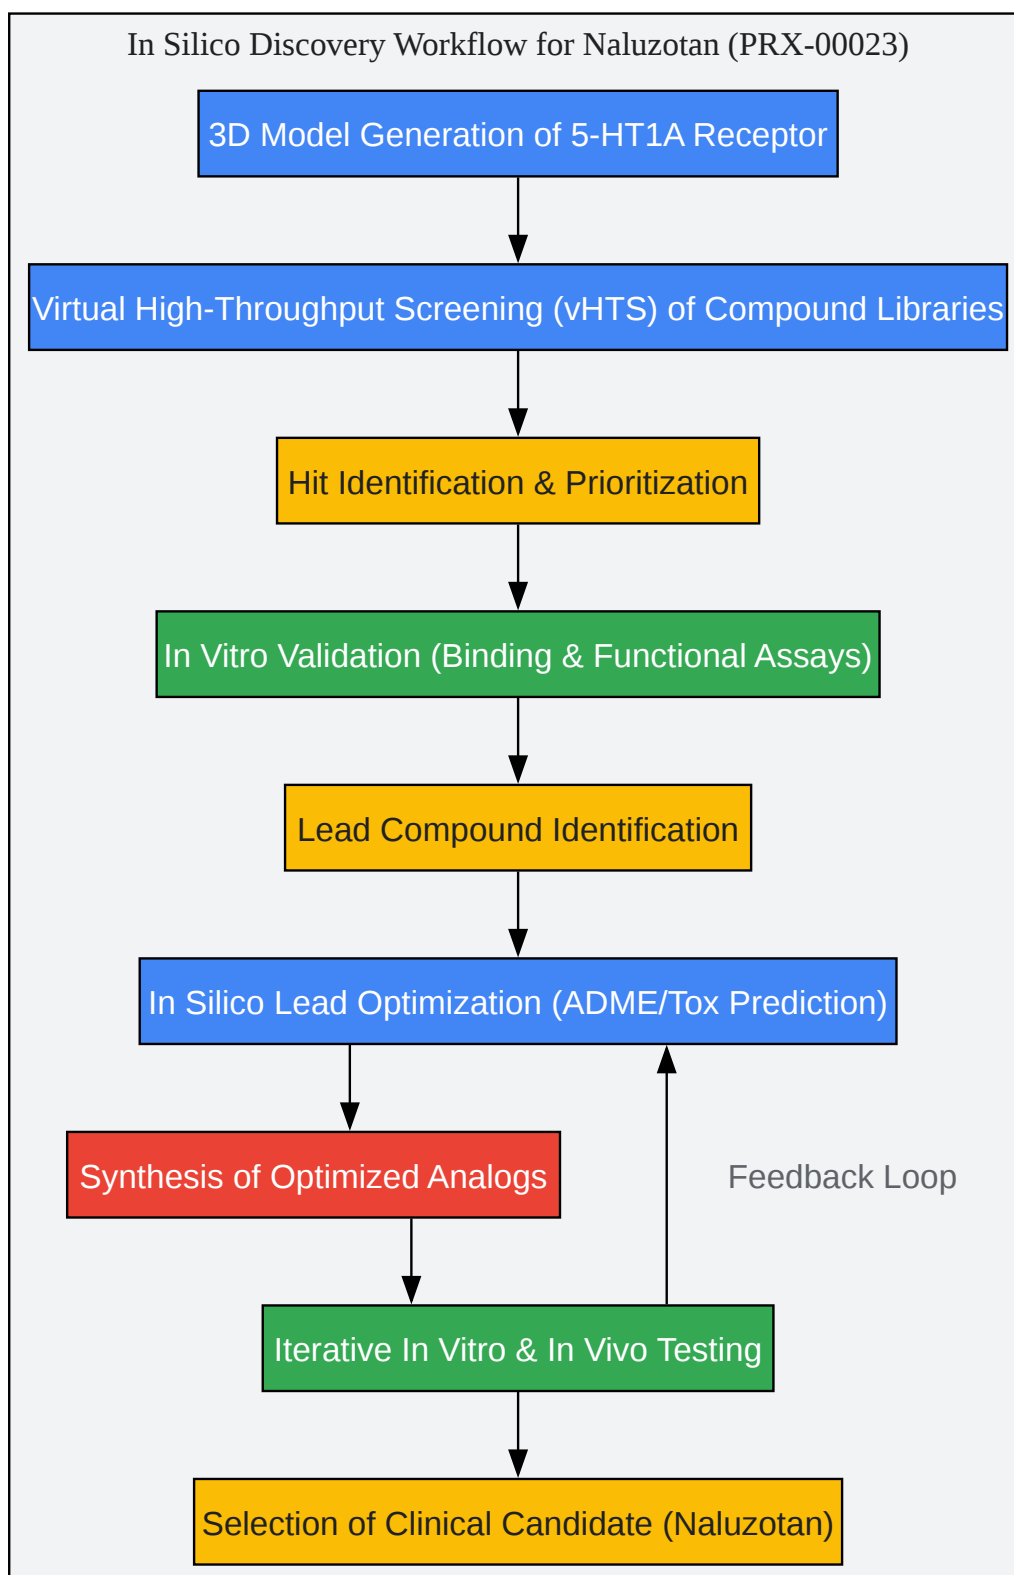 In Silico Discovery Workflow for Naluzotan (PRX-00023)
3D Model Generation of 5-HT1A Receptor
Virtual High-Throughput Screening (vHTS) of Compound Libraries
Hit Identification & Prioritization
In Vitro Validation (Binding & Functional Assays)
Lead Compound Identification
In Silico Lead Optimization (ADME/Tox Prediction)
Synthesis of Optimized Analogs
Feedback Loop
Iterative In Vitro & In Vivo Testing
Selection of Clinical Candidate (Naluzotan)